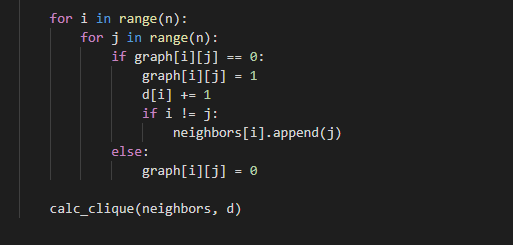 for i in range(n):
    for j in range(n):
        if graph[i][j] == 0:
            graph[i][j] = 1
            d[i] += 1
            if i != j:
                neighbors[i].append(j)
        else:
            graph[i][j] = 0

calc_clique(neighbors, d)